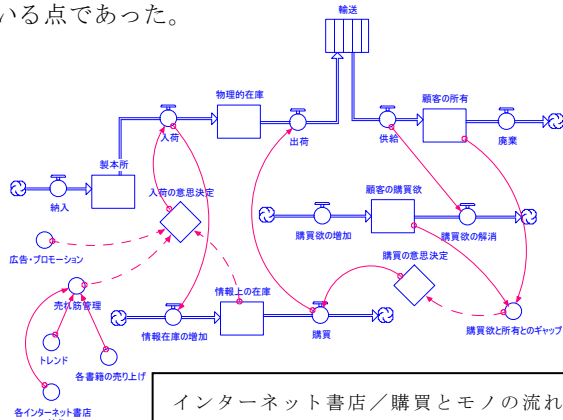 いる点であった。
輸送
物理的在庫
顧客の所有
入荷
出荷
供給
廃業
製本所
納入
入荷の意思決定
顧客の購買欲
広告・プロモーション
購買欲の増加
購買欲の解消
購買の意思決定
売れ筋管理
情報上の在庫
情報在庫の増加
購買
購買欲と所有とのギャップ
トレンド
各書籍の売り上げ
各インターネット書店
インターネット書店／購買とモノの流れ